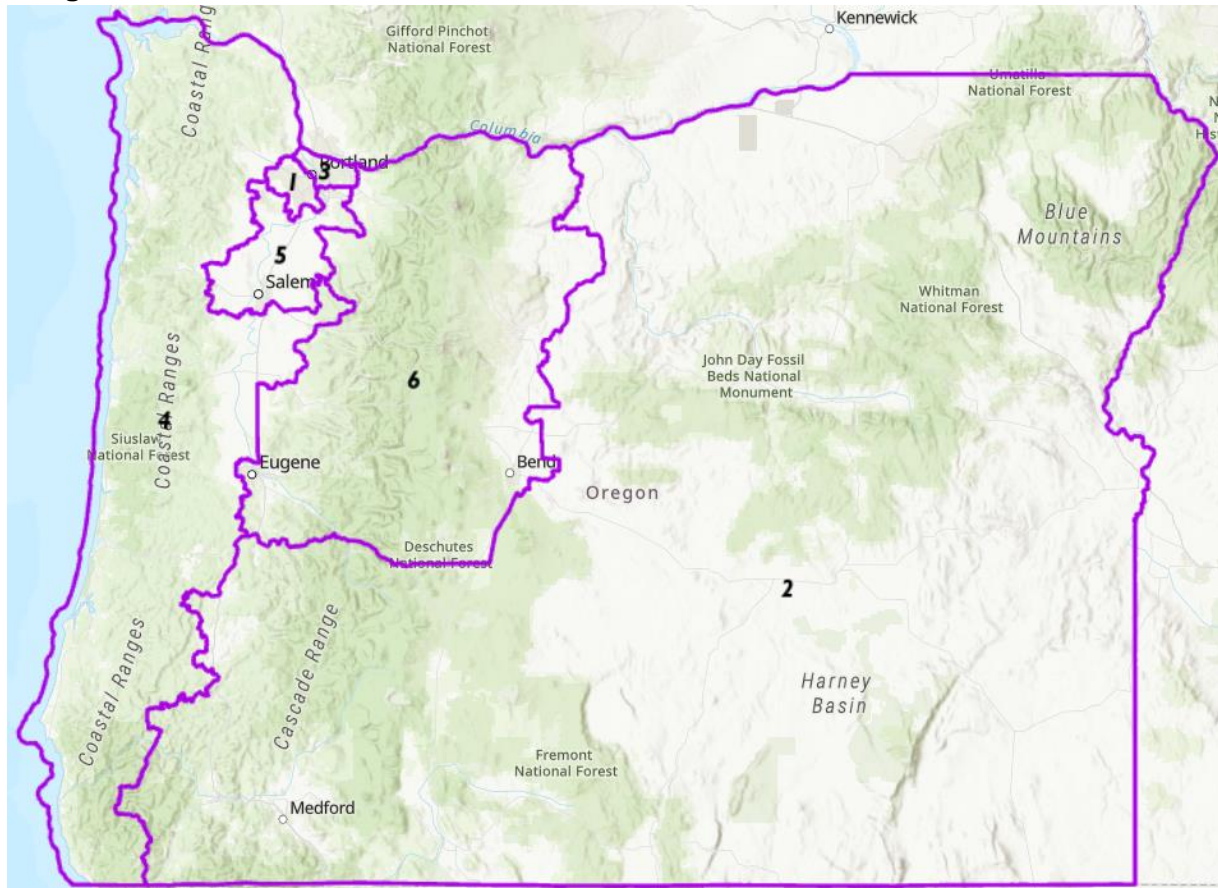 Kennewick
Gifford Pinchot
National Forest
Coastal Rang
Umatilla
National Forest
Columbia
Portland
3
1
Blue
Mountains
5
Salem
Whitman
National Forest
John Day Fossil
Beds National
Monument
6
Coastal Ranges
4
Siuslaw
National Forest
Eugene
Bend
Oregon
Deschutes
National Forest
2
Cascade Range
Coastal Ranges
Harney
Basin
Fremont
National Forest
Medford